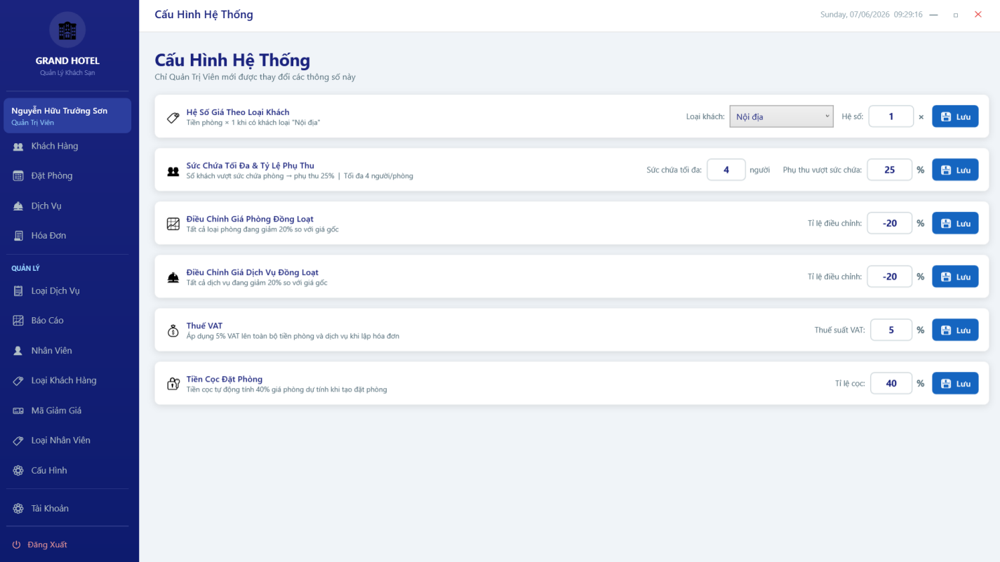 GRAND HOTEL
Quản Lý Khách Sạn
Nguyễn Hữu Trường Sơn
Quản Trị Viên
Khách Hàng
Đặt Phòng
Dịch Vụ
Hóa Đơn
QUẢN LÝ
Loại Dịch Vụ
Báo Cáo
Nhân Viên
Loại Khách Hàng
Mã Giảm Giá
Loại Nhân Viên
Cấu Hình
Tài Khoản
Đăng Xuất
Cấu Hình Hệ Thống
Sunday, 07/06/2026 09:29:16
Cấu Hình Hệ Thống
Chỉ Quản Trị Viên mới được thay đổi các thông số này
Hệ Số Giá Theo Loại Khách
Tiền phòng × 1 khi có khách loại "Nội địa"
Loại khách: Nội địa Hệ số: 1 × Lưu
Sức Chứa Tối Đa & Tỷ Lệ Phụ Thu
Số khách vượt sức chứa phòng → phụ thu 25% | Tối đa 4 người/phòng
Sức chứa tối đa: 4 người Phụ thu vượt sức chứa: 25 % Lưu
Điều Chỉnh Giá Phòng Đồng Loạt
Tất cả loại phòng đang giảm 20% so với giá gốc
Tỉ lệ điều chỉnh: -20 % Lưu
Điều Chỉnh Giá Dịch Vụ Đồng Loạt
Tất cả dịch vụ đang giảm 20% so với giá gốc
Tỉ lệ điều chỉnh: -20 % Lưu
Thuế VAT
Áp dụng 5% VAT lên toàn bộ tiền phòng và dịch vụ khi lập hóa đơn
Thuế suất VAT: 5 % Lưu
Tiền Cọc Đặt Phòng
Tiền cọc tự động tính 40% giá phòng dự tính khi tạo đặt phòng
Tỉ lệ cọc: 40 % Lưu